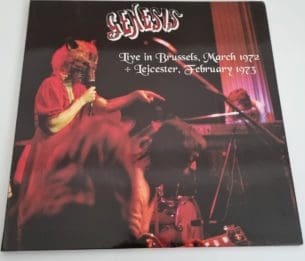 GENESIS
Live in Brussels, March 1972
+ Leicester, February 1973